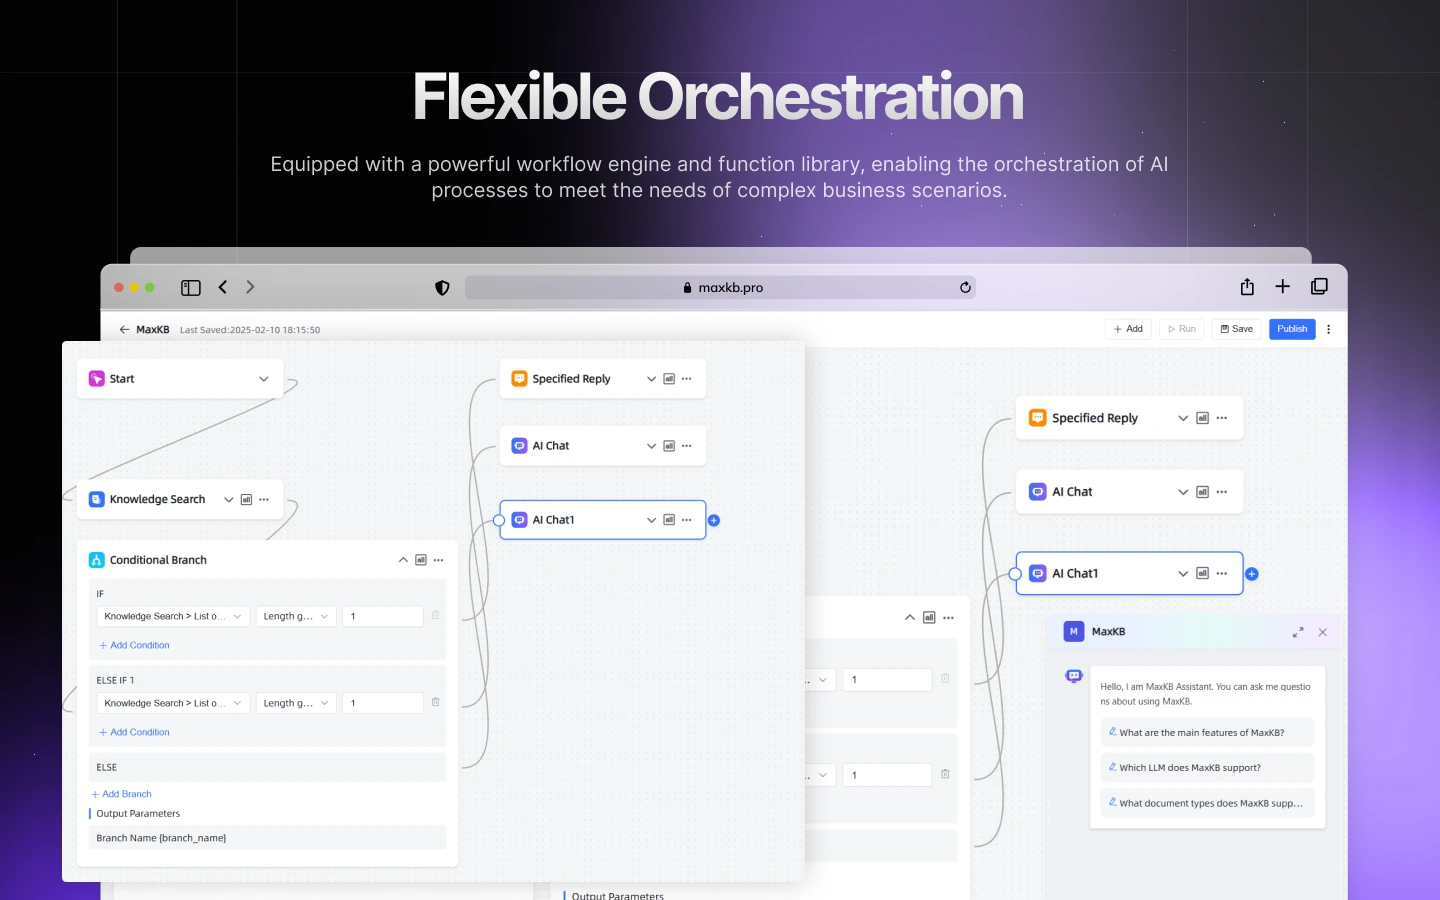 Flexible Orchestration
Equipped with a powerful workflow engine and function library, enabling the orchestration of AI
processes to meet the needs of complex business scenarios.
maxkb.pro
MaxKB Last Saved:2025-02-10 18:15:50
Add
Run
Save
Publish
Start
Knowledge Search
Conditional Branch
IF
Knowledge Search > List o... Length g... 1
+ Add Condition
ELSE IF 1
Knowledge Search > List o... Length g... 1
+ Add Condition
ELSE
+ Add Branch
Output Parameters
Branch Name {branch_name}
Specified Reply
AI Chat
AI Chat1
Specified Reply
AI Chat
AI Chat1
1
1
Output Parameters
M MaxKB
Hello, I am MaxKB Assistant. You can ask me questio
ns about using MaxKB.
What are the main features of MaxKB?
Which LLM does MaxKB support?
What document types does MaxKB supp...